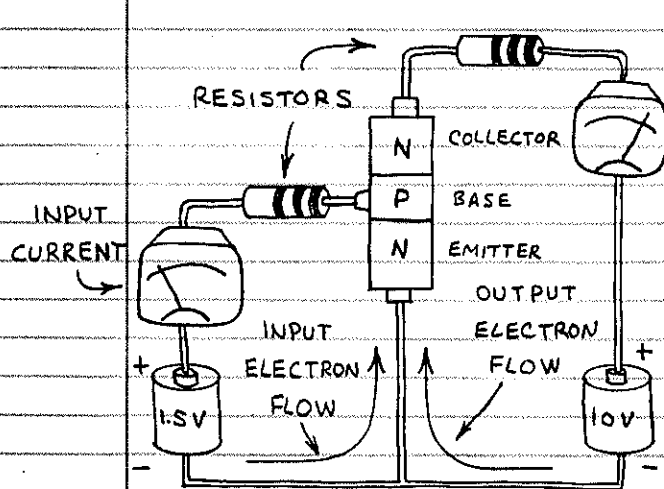 RESISTORS
N COLLECTOR
P BASE
N EMITTER
INPUT
CURRENT
INPUT
ELECTRON
FLOW
OUTPUT
ELECTRON
FLOW
+
1.5V
-
+
10V
-